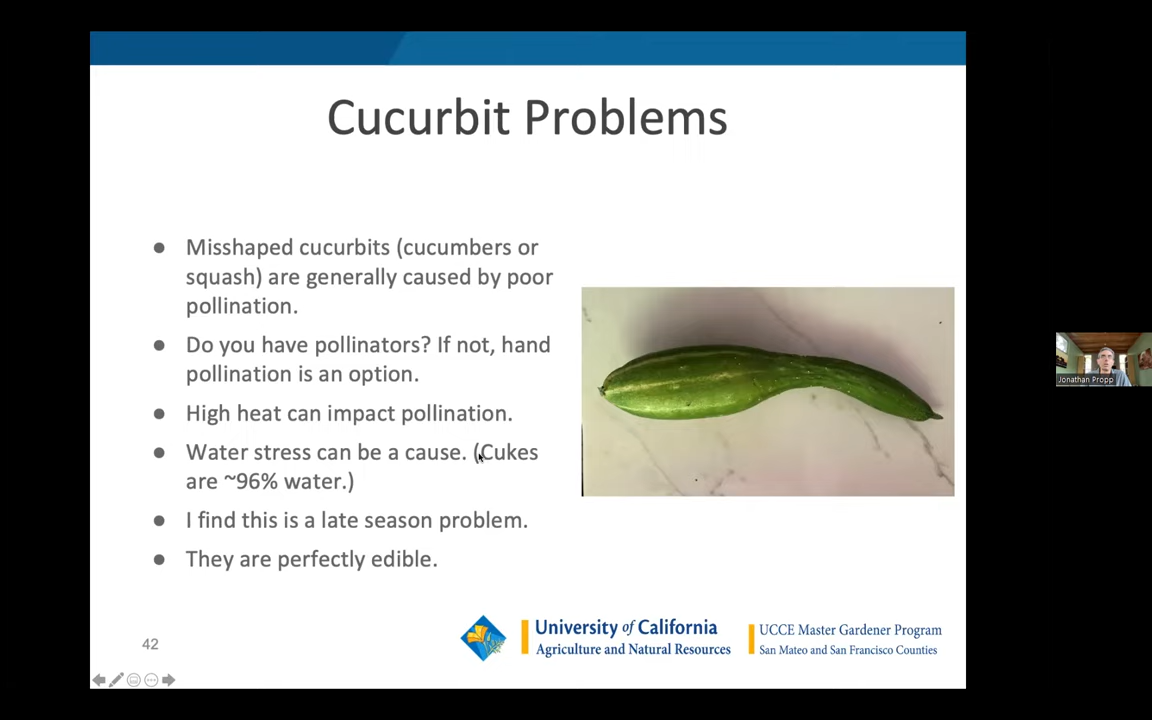 Cucurbit Problems
● Misshaped cucurbits (cucumbers or
squash) are generally caused by poor
pollination.
● Do you have pollinators? If not, hand
pollination is an option.
● High heat can impact pollination.
● Water stress can be a cause. (Cukes
are ~96% water.)
● I find this is a late season problem.
● They are perfectly edible.
Jonathan Propp
42
University of California
Agriculture and Natural Resources
UCCE Master Gardener Program
San Mateo and San Francisco Counties